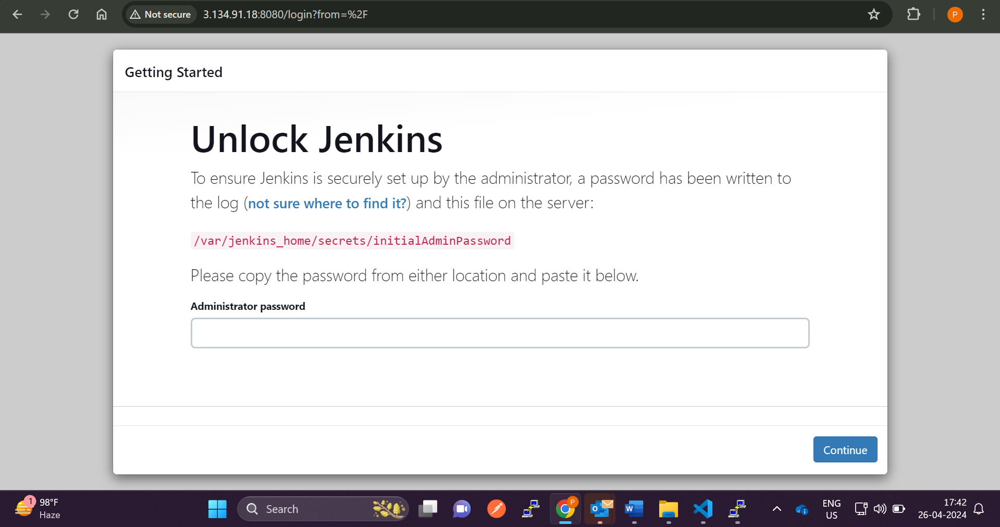 Not secure
3.134.91.18:8080/login?from=%2F
P
Getting Started
Unlock Jenkins
To ensure Jenkins is securely set up by the administrator, a password has been written to
the log (not sure where to find it?) and this file on the server:
/var/jenkins_home/secrets/initialAdminPassword
Please copy the password from either location and paste it below.
Administrator password
Continue
1
98°F
Haze
Search
P
O
W
ENG
US
17:42
26-04-2024